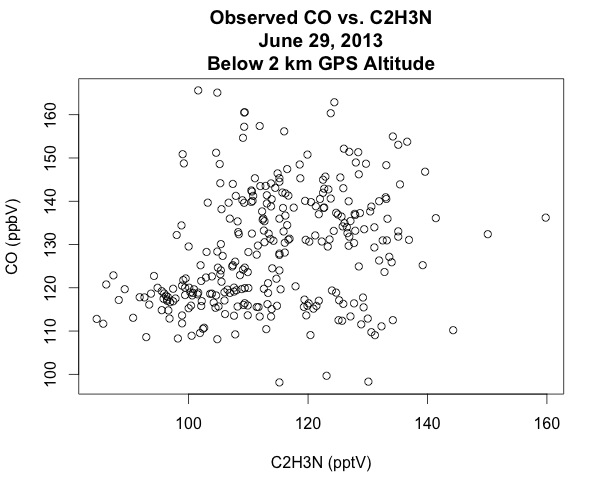 Observed CO vs. C2H3N
June 29, 2013
Below 2 km GPS Altitude
CO (ppbV)
160
150
140
130
120
110
100
100 120 140 160
C2H3N (pptV)